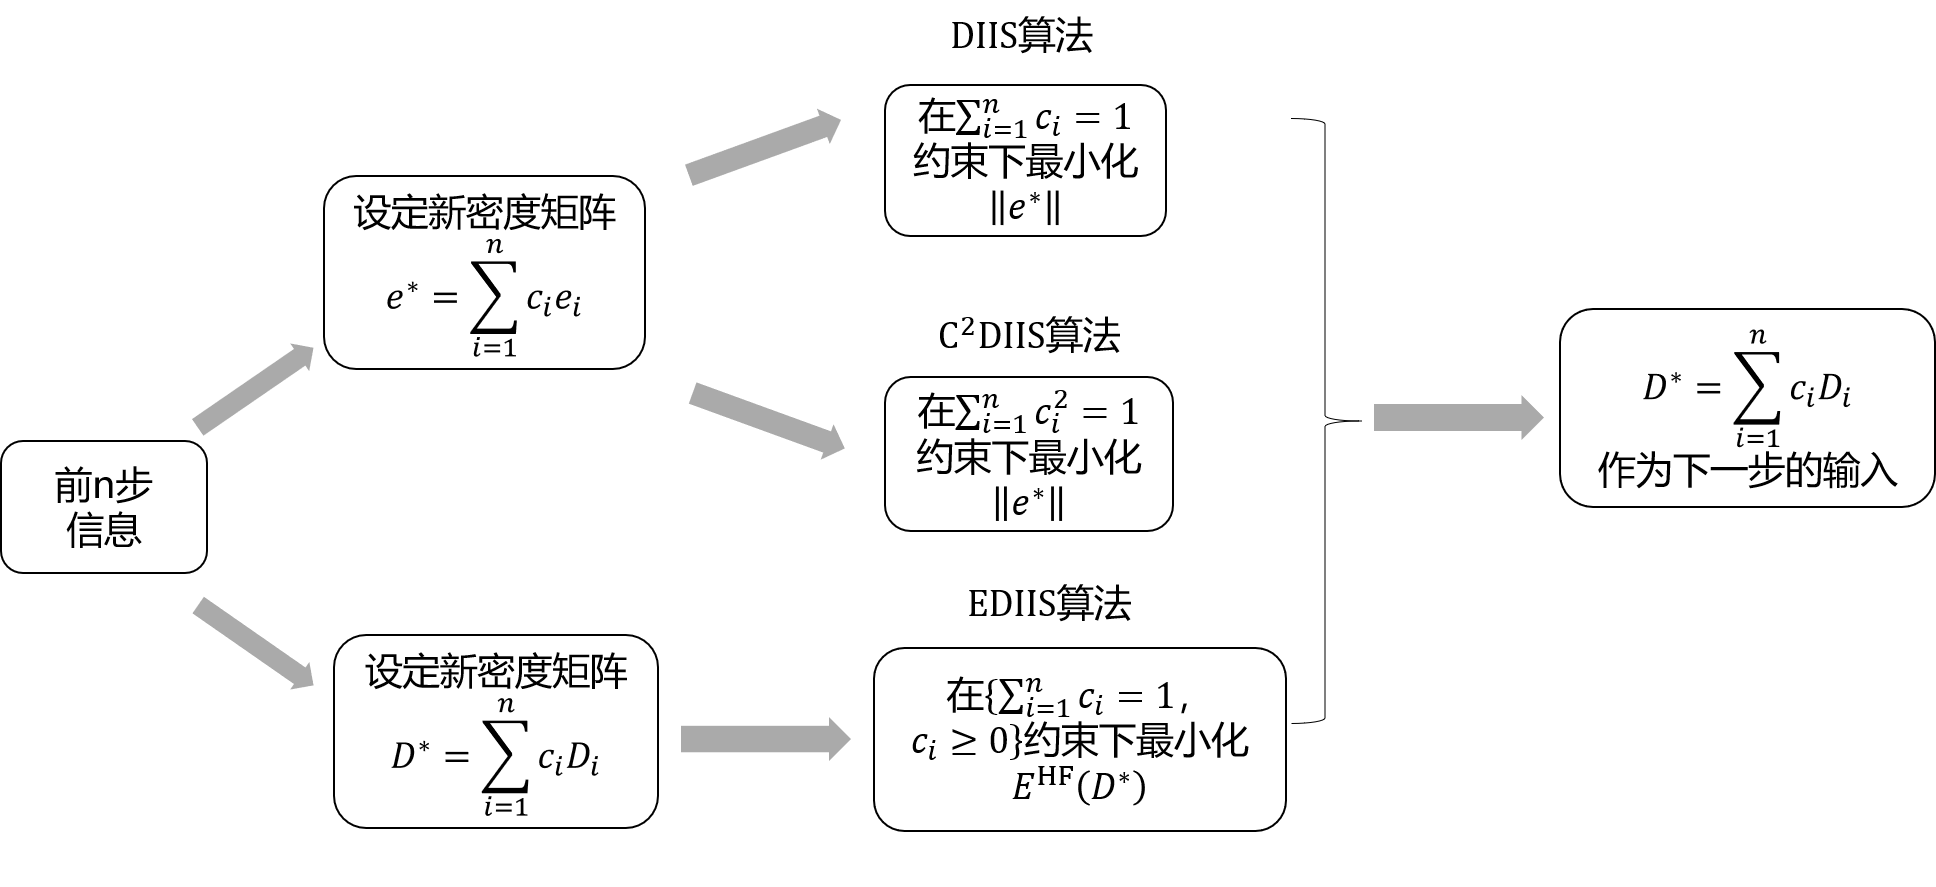 前n步
信息
设定新密度矩阵
$e^* = \sum_{i=1}^{n} c_i e_i$
设定新密度矩阵
$D^* = \sum_{i=1}^{n} c_i D_i$
DIIS算法
在$\sum_{i=1}^{n} c_i = 1$
约束下最小化
$\|e^*\|$
C²DIIS算法
在$\sum_{i=1}^{n} c_i^2 = 1$
约束下最小化
$\|e^*\|$
EDIIS算法
在{$\sum_{i=1}^{n} c_i = 1$,
$c_i \geq 0$}约束下最小化
$E^{\mathrm{HF}}(D^*)$
$D^* = \sum_{i=1}^{n} c_i D_i$
作为下一步的输入